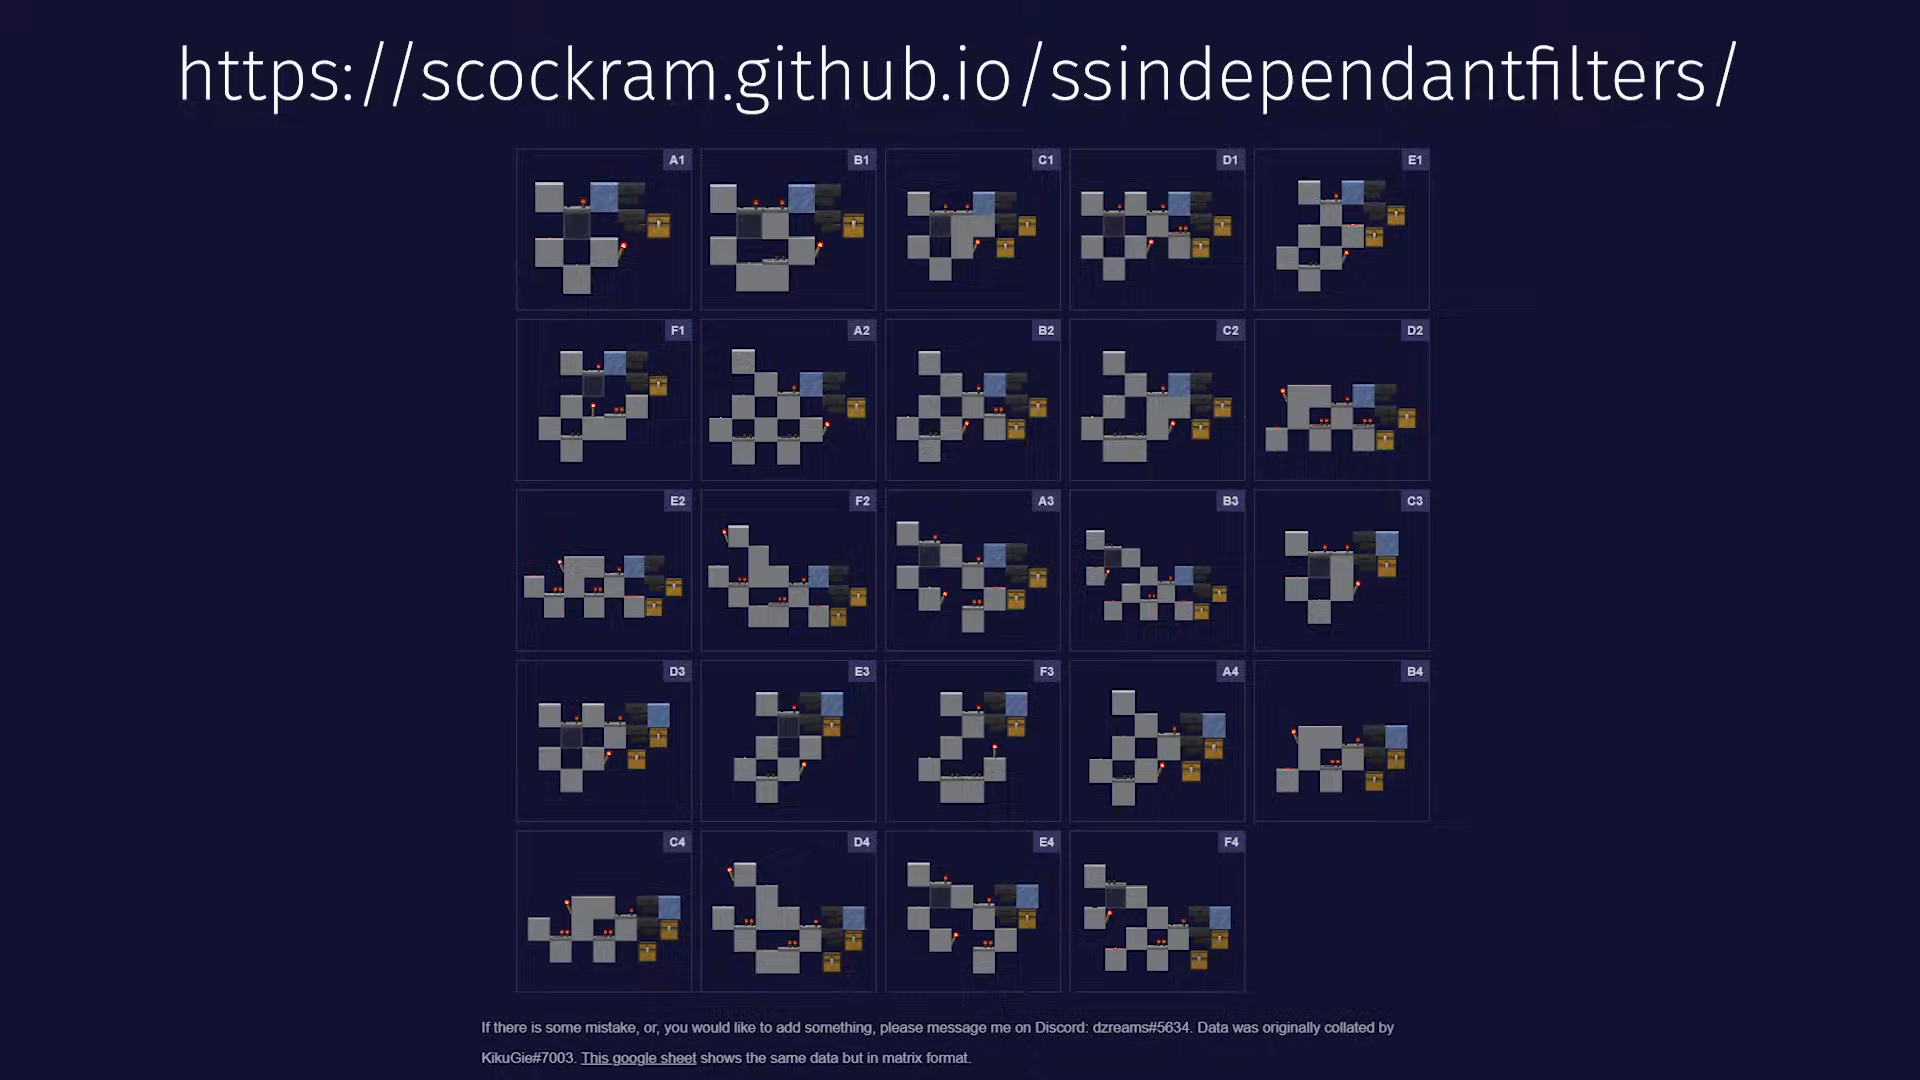 https://scockram.github.io/ssindependantfilters/
A1
B1
C1
D1
E1
F1
A2
B2
C2
D2
E2
F2
A3
B3
C3
D3
E3
F3
A4
B4
C4
D4
E4
F4
If there is some mistake, or, you would like to add something, please message me on Discord: dzreams#5634. Data was originally collated by
KikuGie#7003. This google sheet shows the same data but in matrix format.